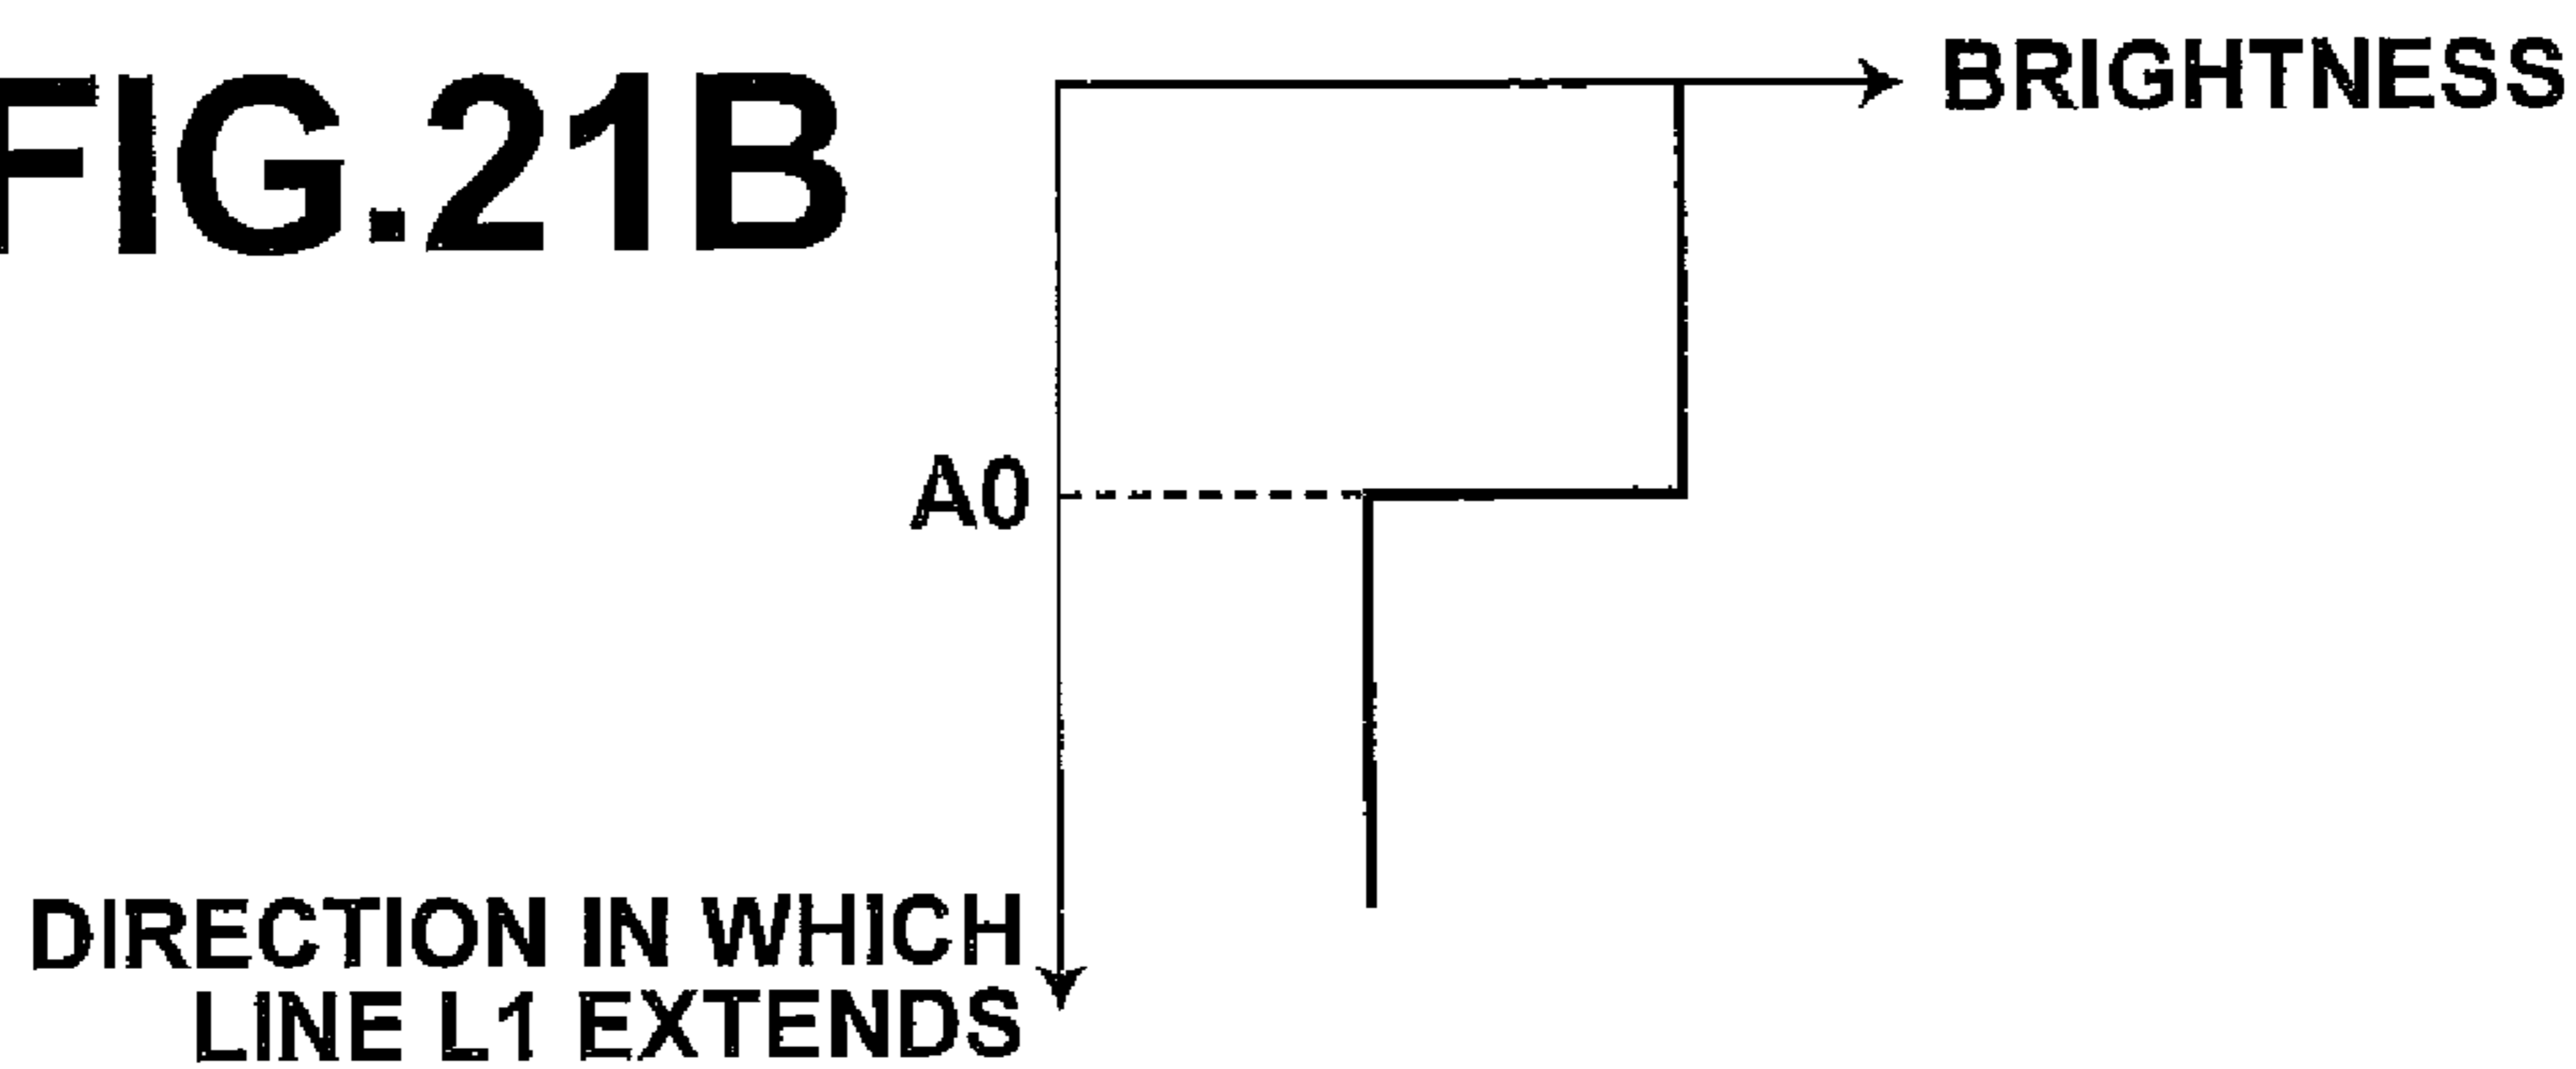 FIG.21B
BRIGHTNESS
A0
DIRECTION IN WHICH
LINE L1 EXTENDS